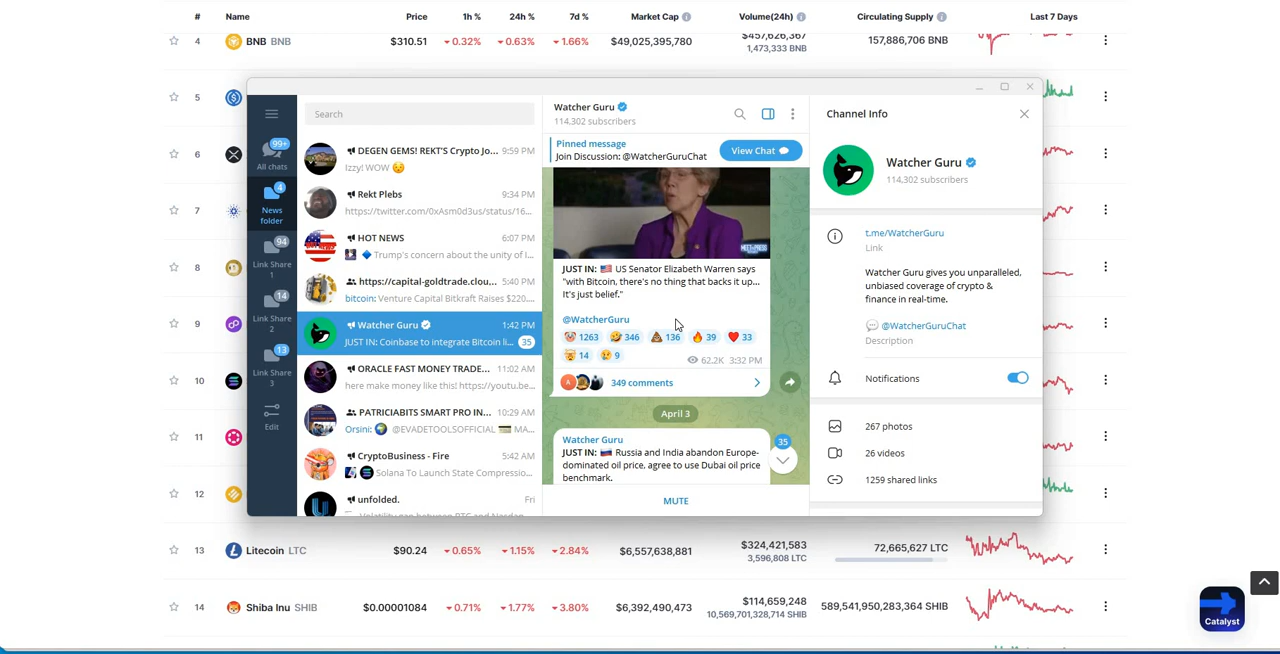 # Name Price 1h % 24h % 7d % Market Cap Volume(24h) Circulating Supply Last 7 Days
4 BNB BNB $310.51 0.32% 0.63% 1.66% $49,025,395,780 $457,626,367 157,886,706 BNB
1,473,333 BNB
5
6
7
8
9
10
11
12
Search
All chats
99+
News
folder
4
Link Share
1
94
Link Share
2
14
Link Share
3
13
Edit
DEGEN GEMS! REKT'S Crypto Jo... 9:59 PM
Izzy! WOW
Rekt Plebs 9:34 PM
https://twitter.com/0xAsm0d3us/status/16...
HOT NEWS 6:07 PM
Trump's concern about the unity of I...
https://capital-goldtrade.clou... 5:40 PM
bitcoin: Venture Capital Bitkraft Raises $220...
Watcher Guru 1:42 PM
JUST IN: Coinbase to integrate Bitcoin li... 35
ORACLE FAST MONEY TRADE... 11:02 AM
here make money like this! https://youtu.be...
PATRICIABITS SMART PRO IN... 10:29 AM
Orsini: @EVADETOOLSOFFICIAL MA...
CryptoBusiness - Fire 5:42 AM
Solana To Launch State Compressio...
unfolded. Fri
Watcher Guru
114,302 subscribers
Pinned message
Join Discussion: @WatcherGuruChat
View Chat
MEET THE PRESS
JUST IN: US Senator Elizabeth Warren says
"with Bitcoin, there's no thing that backs it up...
It's just belief."
@WatcherGuru
1263 346 136 39 33
14 9 62.2K 3:32 PM
A 349 comments
April 3
Watcher Guru
JUST IN: Russia and India abandon Europe-
dominated oil price, agree to use Dubai oil price
benchmark.
35
MUTE
Channel Info
Watcher Guru
114,302 subscribers
t.me/WatcherGuru
Link
Watcher Guru gives you unparalleled,
unbiased coverage of crypto &
finance in real-time.
@WatcherGuruChat
Description
Notifications
267 photos
26 videos
1259 shared links
13 Litecoin LTC $90.24 0.65% 1.15% 2.84% $6,557,638,881 $324,421,583 72,665,627 LTC
3,596,808 LTC
14 Shiba Inu SHIB $0.00001084 0.71% 1.77% 3.80% $6,392,490,473 $114,659,248 589,541,950,283,364 SHIB
10,569,701,328,714 SHIB
Catalyst